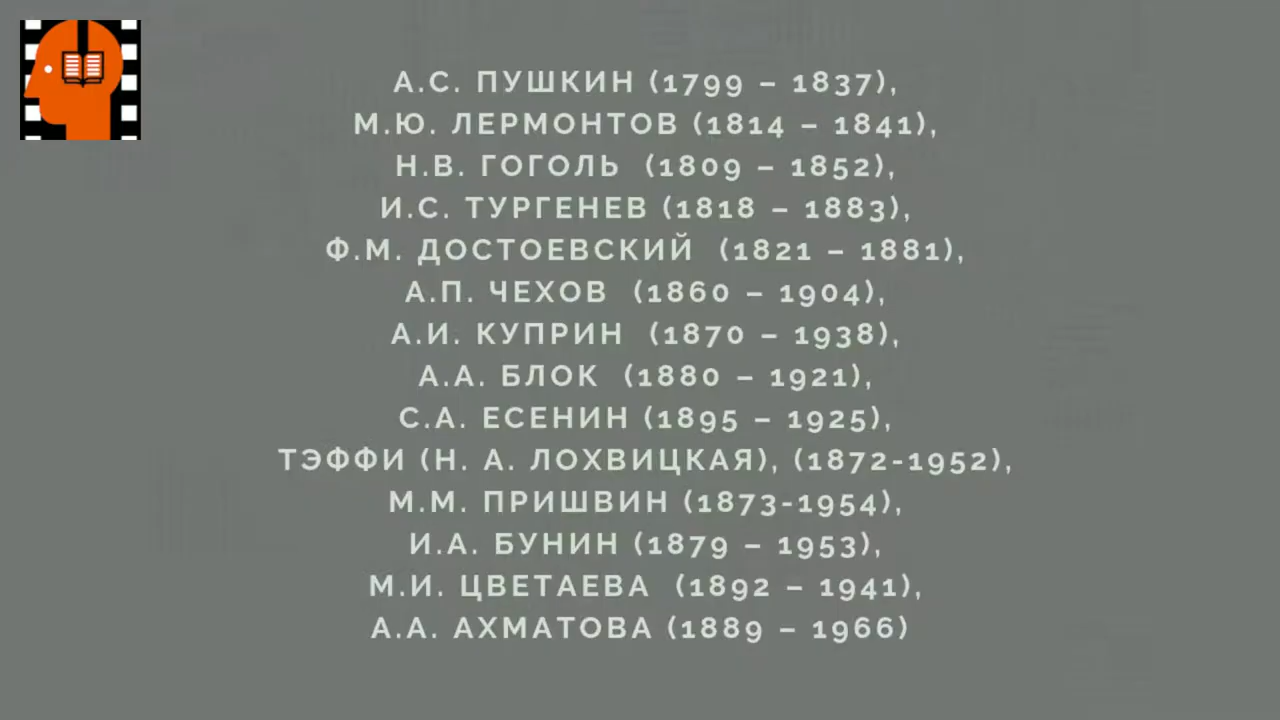 А.С. ПУШКИН (1799 – 1837),
М.Ю. ЛЕРМОНТОВ (1814 – 1841),
Н.В. ГОГОЛЬ (1809 – 1852),
И.С. ТУРГЕНЕВ (1818 – 1883),
Ф.М. ДОСТОЕВСКИЙ (1821 – 1881),
А.П. ЧЕХОВ (1860 – 1904),
А.И. КУПРИН (1870 – 1938),
А.А. БЛОК (1880 – 1921),
С.А. ЕСЕНИН (1895 – 1925),
ТЭФФИ (Н. А. ЛОХВИЦКАЯ), (1872-1952),
М.М. ПРИШВИН (1873-1954),
И.А. БУНИН (1879 – 1953),
М.И. ЦВЕТАЕВА (1892 – 1941),
А.А. АХМАТОВА (1889 – 1966)